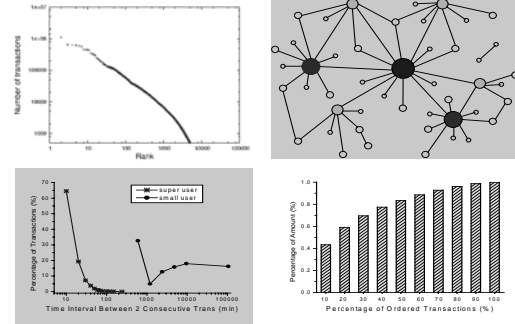 Number of transactions
1e+07
1e+06
100000
10000
1000
1
10
100
1000
10000
100000
Rank
Percentage of Transactions (%)
70
60
50
40
30
20
10
0
super user
small user
10
100
1000
10000
100000
Time Interval Between 2 Consecutive Trans (min)
Percentage of Amount (%)
1.0
0.8
0.6
0.4
0.2
0.0
10 20 30 40 50 60 70 80 90 100
Percentage of Ordered Transactions (%)